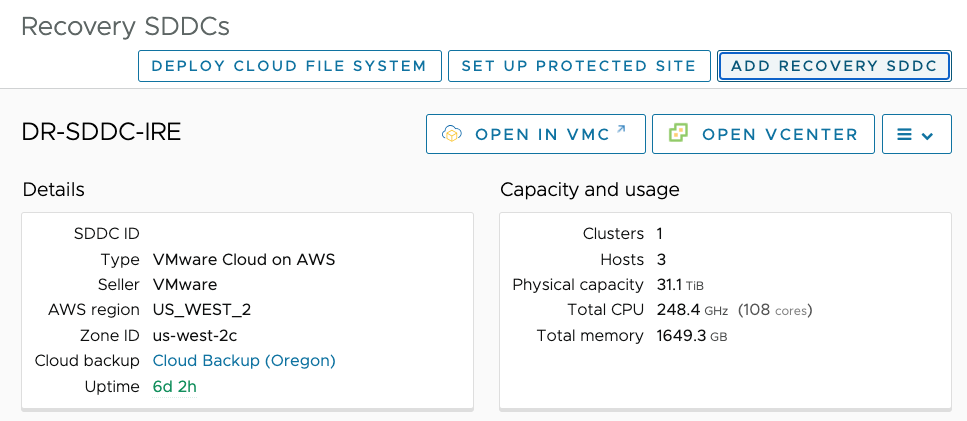 Recovery SDDCs
DEPLOY CLOUD FILE SYSTEM SET UP PROTECTED SITE ADD RECOVERY SDDC
DR-SDDC-IRE OPEN IN VMC OPEN VCENTER
Details
SDDC ID
Type VMware Cloud on AWS
Seller VMware
AWS region US_WEST_2
Zone ID us-west-2c
Cloud backup Cloud Backup (Oregon)
Uptime 6d 2h
Capacity and usage
Clusters 1
Hosts 3
Physical capacity 31.1 TiB
Total CPU 248.4 GHz (108 cores)
Total memory 1649.3 GB